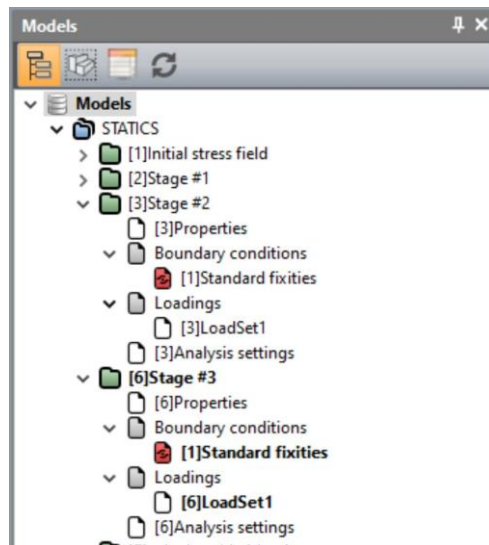 Models
Models
STATICS
[1]Initial stress field
[2]Stage #1
[3]Stage #2
[3]Properties
Boundary conditions
[1]Standard fixities
Loadings
[3]LoadSet1
[3]Analysis settings
[6]Stage #3
[6]Properties
Boundary conditions
[1]Standard fixities
Loadings
[6]LoadSet1
[6]Analysis settings